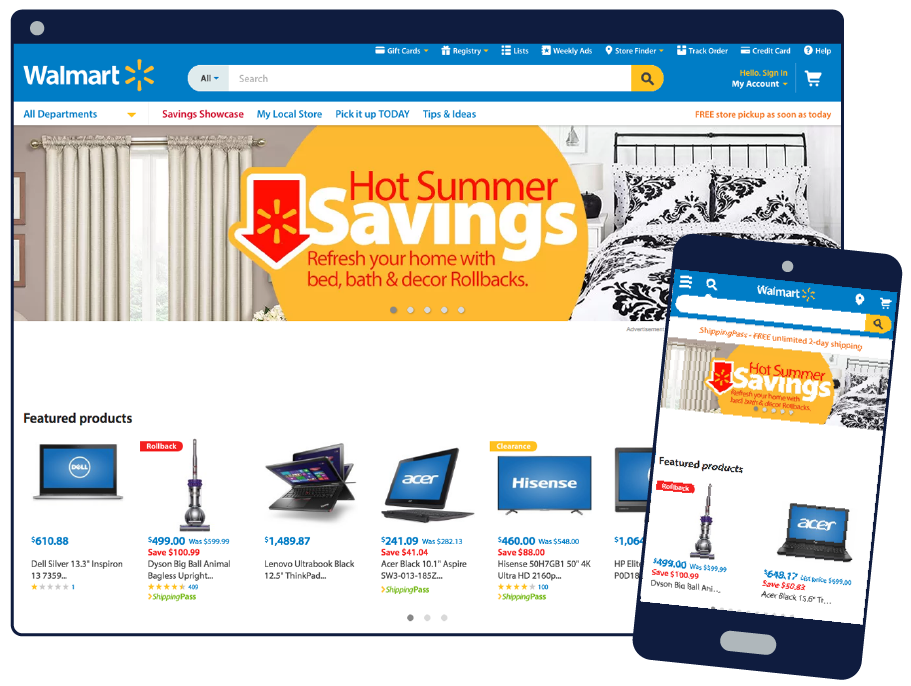 Gift Cards
Registry
Lists
Weekly Ads
Store Finder
Track Order
Credit Card
Help
Walmart
All
Search
Hello. Sign In
My Account
All Departments
Savings Showcase
My Local Store
Pick it up TODAY
Tips & Ideas
FREE store pickup as soon as today
Hot Summer
Savings
Refresh your home with
bed, bath & decor Rollbacks.
Advertisement
Featured products
DELL
$610.88
Dell Silver 13.3" Inspiron
13 7359...
1
Rollback
$499.00 Was $599.99
Save $100.99
Dyson Big Ball Animal
Bagless Upright...
409
ShippingPass
$1,489.87
Lenovo Ultrabook Black
12.5" ThinkPad...
acer
$241.09 Was $282.13
Save $41.04
Acer Black 10.1" Aspire
SW3-013-185Z...
ShippingPass
Clearance
Hisense
$460.00 Was $548.00
Save $88.00
Hisense 50H7GB1 50" 4K
Ultra HD 2160p...
100
ShippingPass
$1,064
HP Elite
P0D18
Walmart
ShippingPass - FREE unlimited 2-day shipping
Hot Summer
Savings
Refresh your home with
bed, bath & decor Rollbacks.
Featured products
Rollback
$499.00 Was $599.99
Save $100.99
Dyson Big Ball Ani...
acer
$648.17 List price $699.00
Save $50.83
Acer Black 15.6" Tr...